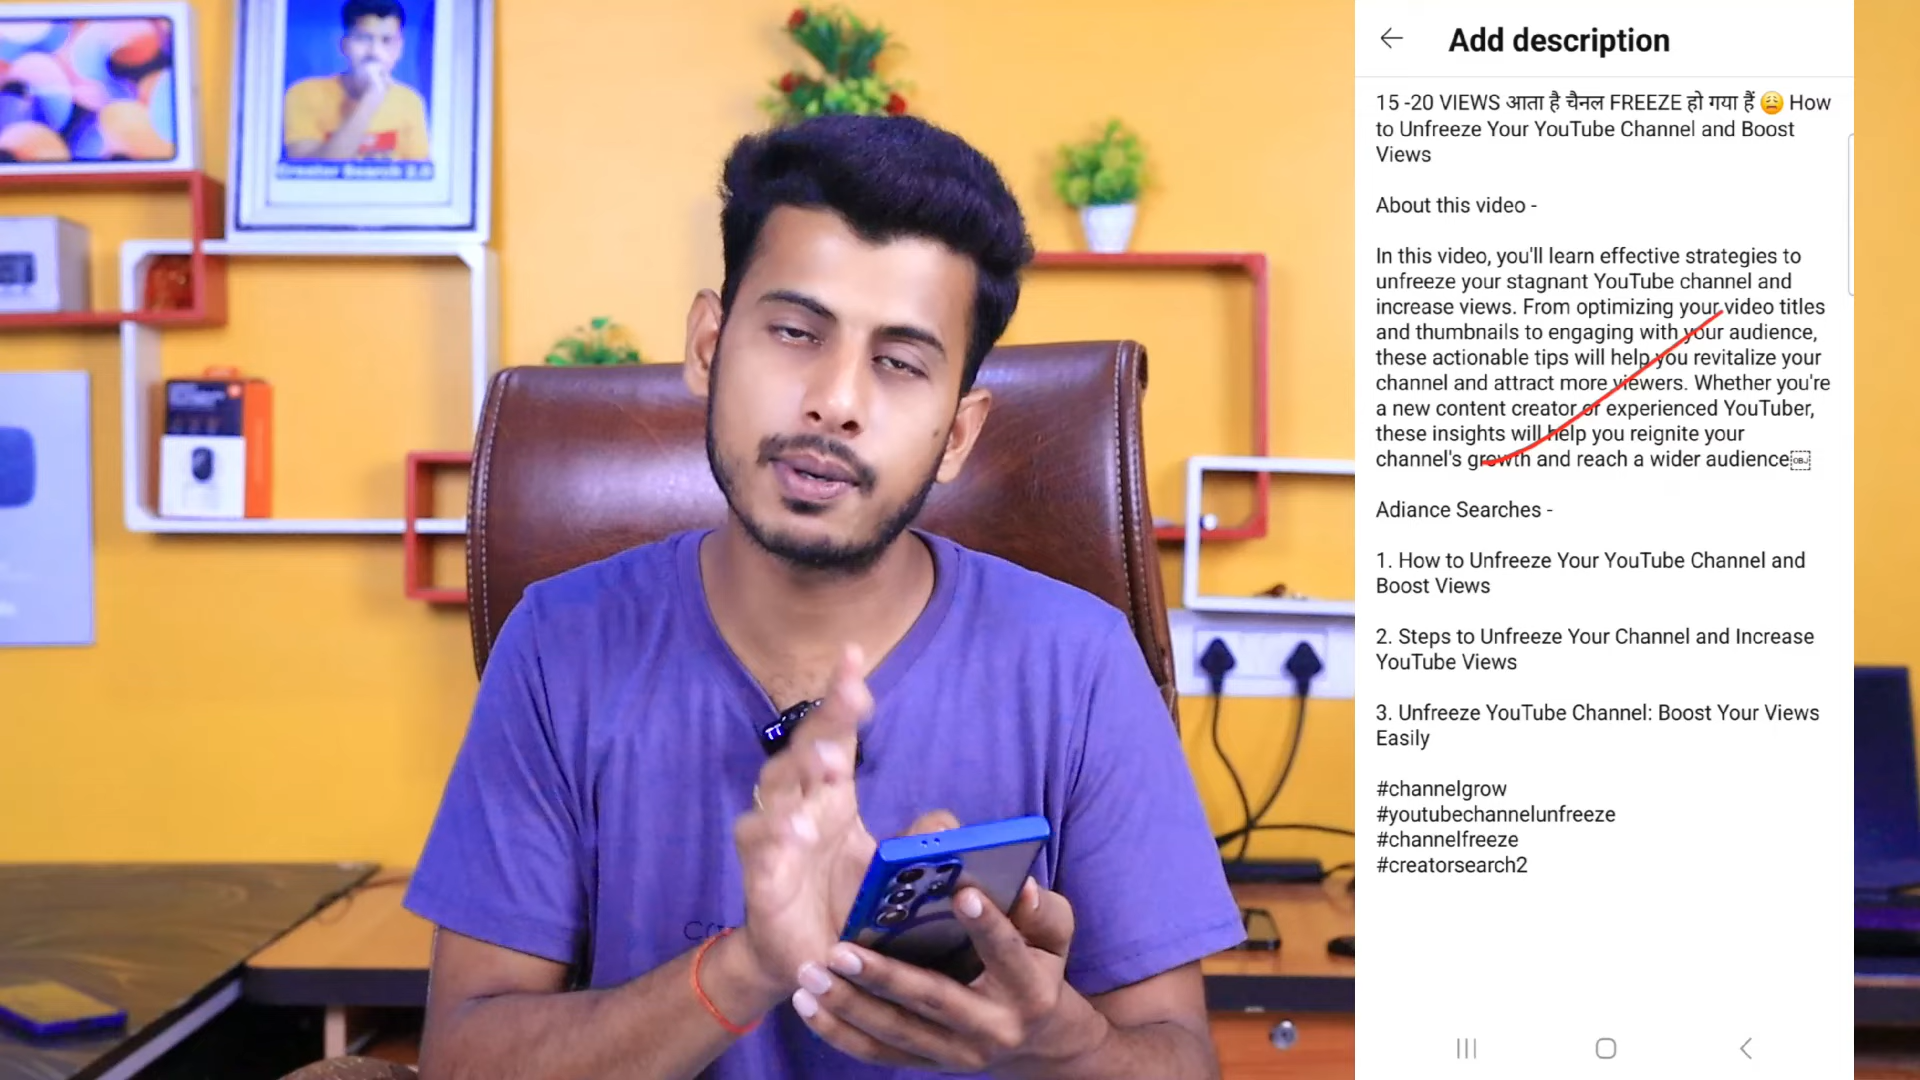 Creator Search 2.0
Add description
15 -20 VIEWS आता है चैनल FREEZE हो गया हैं 😩 How
to Unfreeze Your YouTube Channel and Boost
Views
About this video -
In this video, you'll learn effective strategies to
unfreeze your stagnant YouTube channel and
increase views. From optimizing your video titles
and thumbnails to engaging with your audience,
these actionable tips will help you revitalize your
channel and attract more viewers. Whether you're
a new content creator or experienced YouTuber,
these insights will help you reignite your
channel's growth and reach a wider audience
Adiance Searches -
1. How to Unfreeze Your YouTube Channel and
Boost Views
2. Steps to Unfreeze Your Channel and Increase
YouTube Views
3. Unfreeze YouTube Channel: Boost Your Views
Easily
#channelgrow
#youtubechannelunfreeze
#channelfreeze
#creatorsearch2